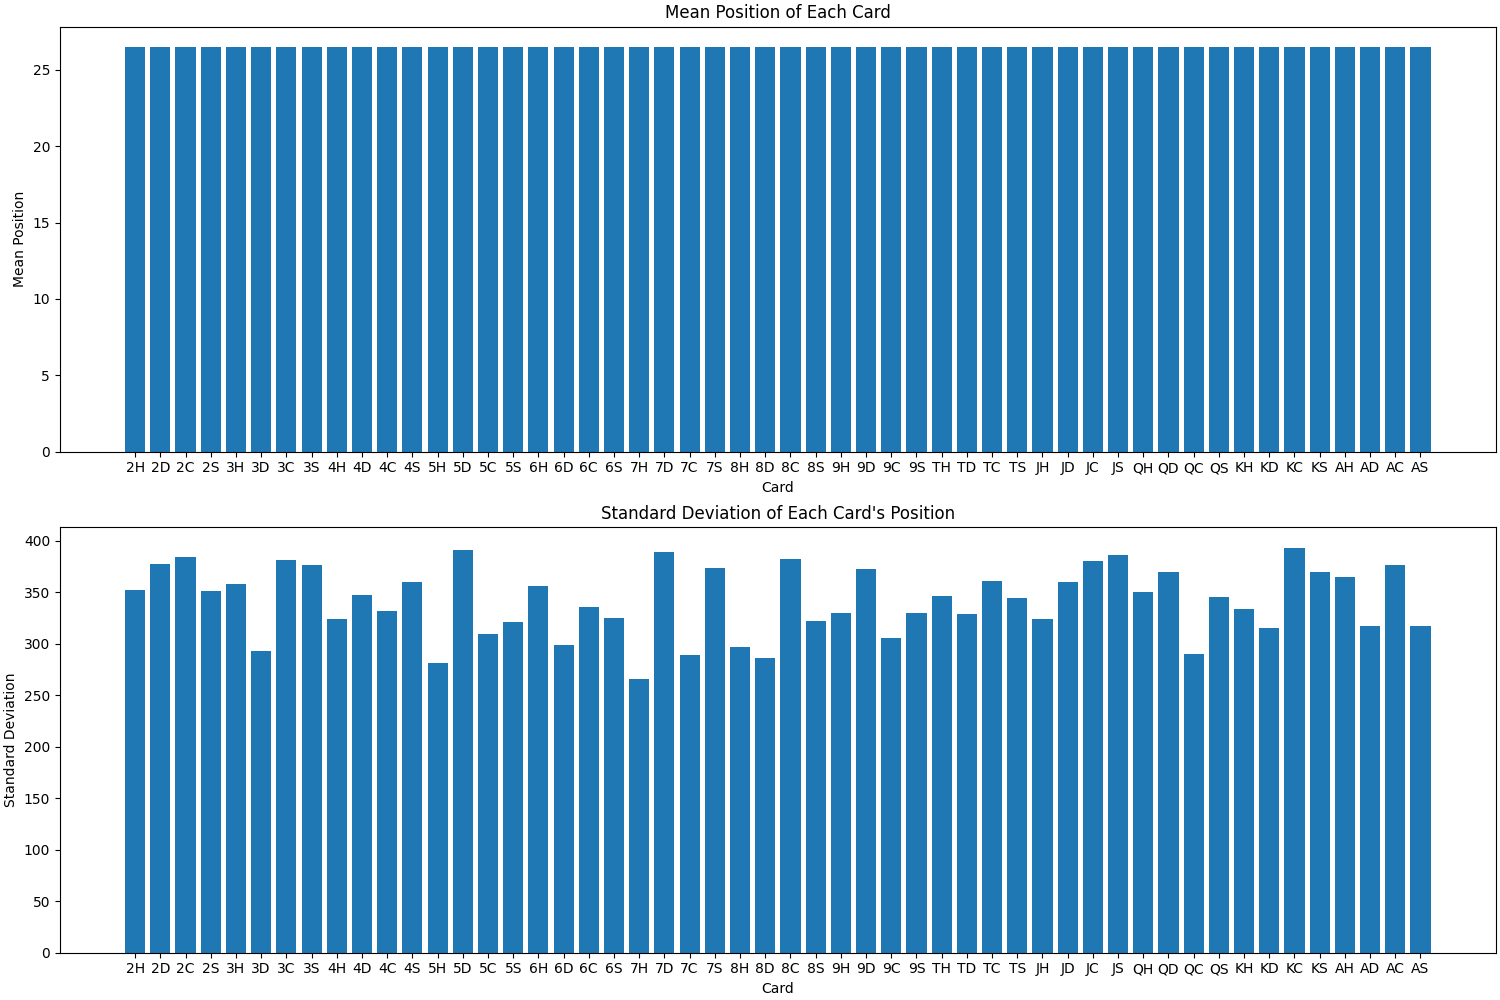 Mean Position of Each Card
25
20
15
10
5
0
Mean Position
2H 2D 2C 2S 3H 3D 3C 3S 4H 4D 4C 4S 5H 5D 5C 5S 6H 6D 6C 6S 7H 7D 7C 7S 8H 8D 8C 8S 9H 9D 9C 9S TH TD TC TS JH JD JC JS QH QD QC QS KH KD KC KS AH AD AC AS
Card
Standard Deviation of Each Card's Position
400
350
300
250
200
150
100
50
0
Standard Deviation
2H 2D 2C 2S 3H 3D 3C 3S 4H 4D 4C 4S 5H 5D 5C 5S 6H 6D 6C 6S 7H 7D 7C 7S 8H 8D 8C 8S 9H 9D 9C 9S TH TD TC TS JH JD JC JS QH QD QC QS KH KD KC KS AH AD AC AS
Card